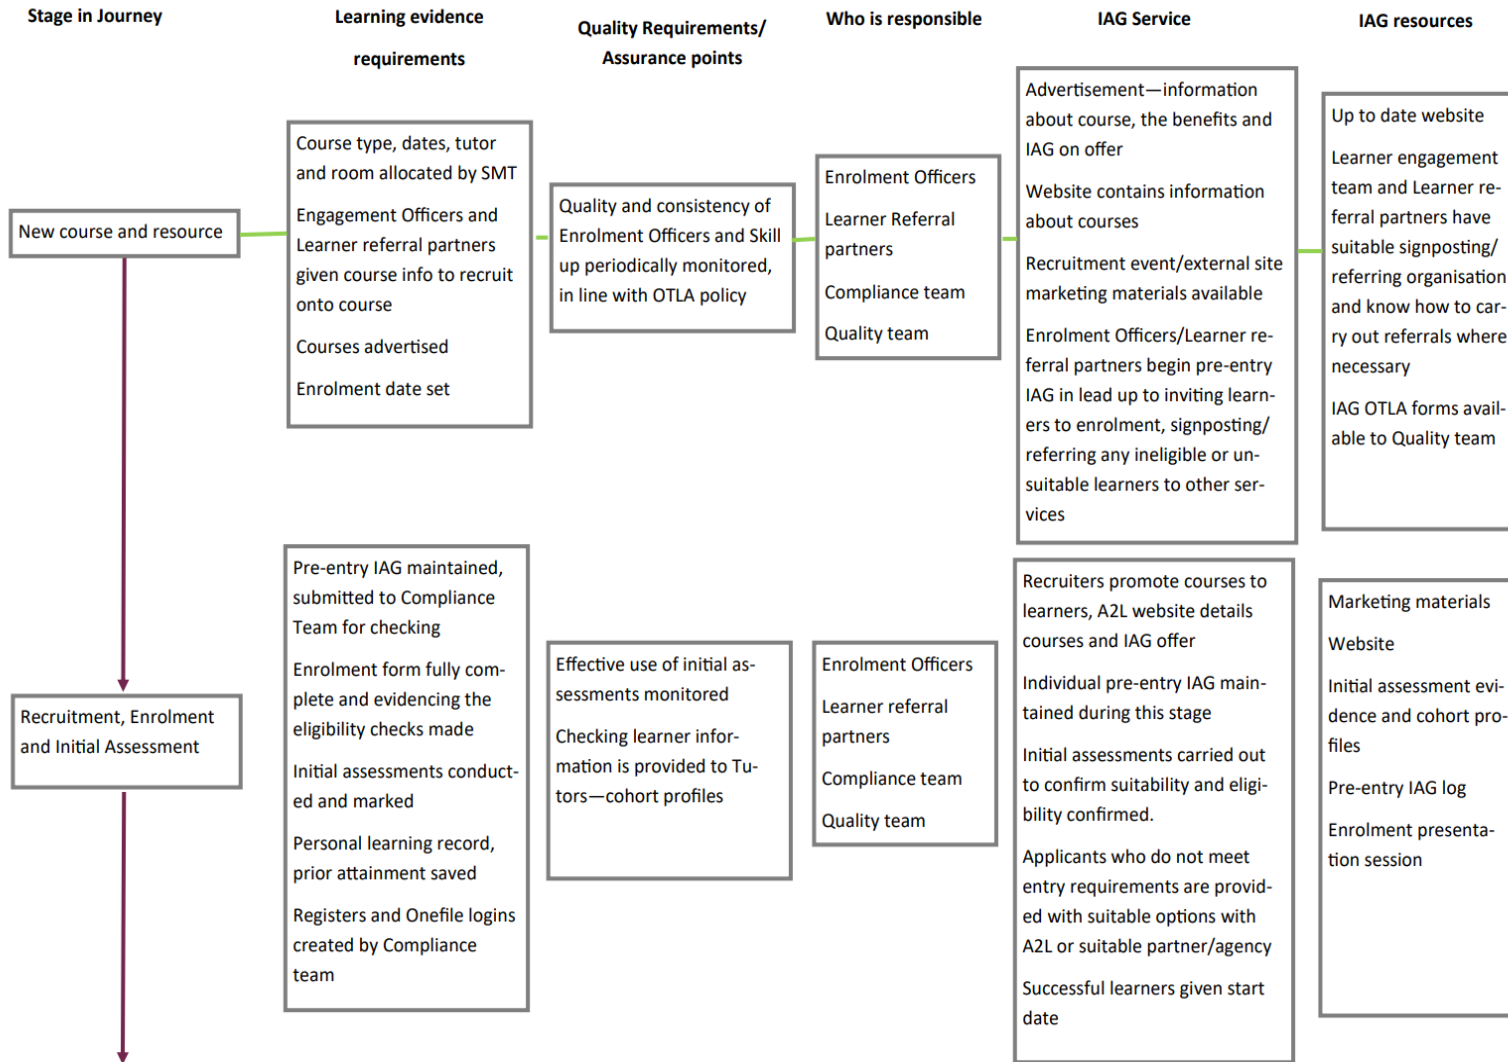 Stage in Journey
Learning evidence
requirements
Quality Requirements/
Assurance points
Who is responsible
IAG Service
IAG resources
New course and resource
Course type, dates, tutor
and room allocated by SMT
Engagement Officers and
Learner referral partners
given course info to recruit
onto course
Courses advertised
Enrolment date set
Quality and consistency of
Enrolment Officers and Skill
up periodically monitored,
in line with OTLA policy
Enrolment Officers
Learner Referral
partners
Compliance team
Quality team
Advertisement—information
about course, the benefits and
IAG on offer
Website contains information
about courses
Recruitment event/external site
marketing materials available
Enrolment Officers/Learner re-
ferral partners begin pre-entry
IAG in lead up to inviting learn-
ers to enrolment, signposting/
referring any ineligible or un-
suitable learners to other ser-
vices
Up to date website
Learner engagement
team and Learner re-
ferral partners have
suitable signposting/
referring organisation
and know how to car-
ry out referrals where
necessary
IAG OTLA forms avail-
able to Quality team
Recruitment, Enrolment
and Initial Assessment
Pre-entry IAG maintained,
submitted to Compliance
Team for checking
Enrolment form fully com-
plete and evidencing the
eligibility checks made
Initial assessments conduct-
ed and marked
Personal learning record,
prior attainment saved
Registers and Onefile logins
created by Compliance
team
Effective use of initial as-
sessments monitored
Checking learner infor-
mation is provided to Tu-
tors—cohort profiles
Enrolment Officers
Learner referral
partners
Compliance team
Quality team
Recruiters promote courses to
learners, A2L website details
courses and IAG offer
Individual pre-entry IAG main-
tained during this stage
Initial assessments carried out
to confirm suitability and eligi-
bility confirmed.
Applicants who do not meet
entry requirements are provid-
ed with suitable options with
A2L or suitable partner/agency
Successful learners given start
date
Marketing materials
Website
Initial assessment evi-
dence and cohort pro-
files
Pre-entry IAG log
Enrolment presenta-
tion session